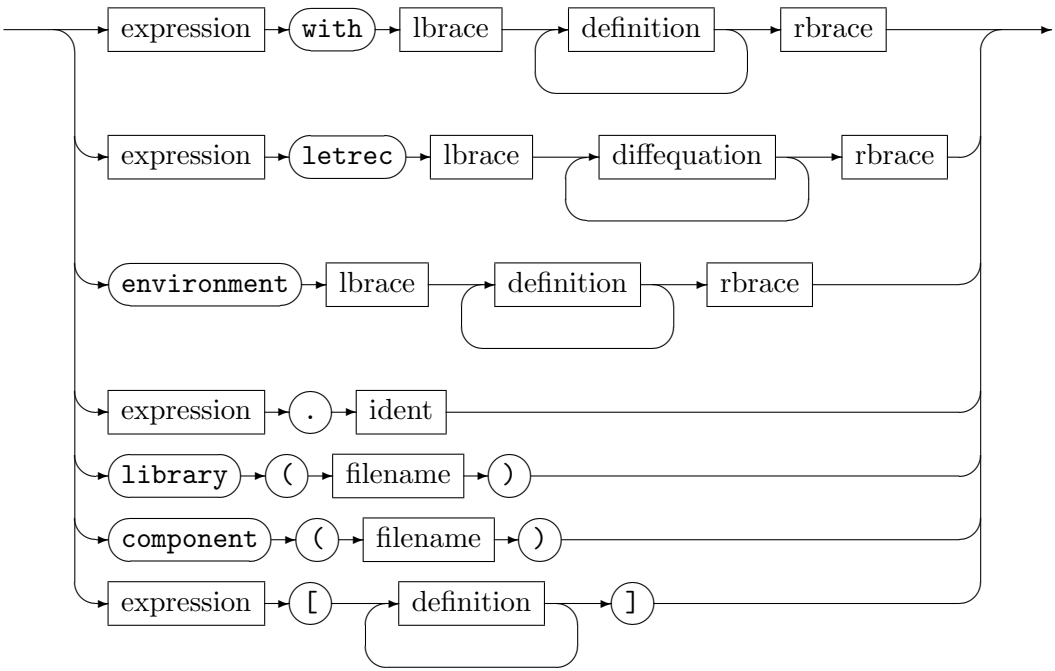 expression with lbrace definition rbrace
expression letrec lbrace diffequation rbrace
environment lbrace definition rbrace
expression . ident
library ( filename )
component ( filename )
expression [ definition ]